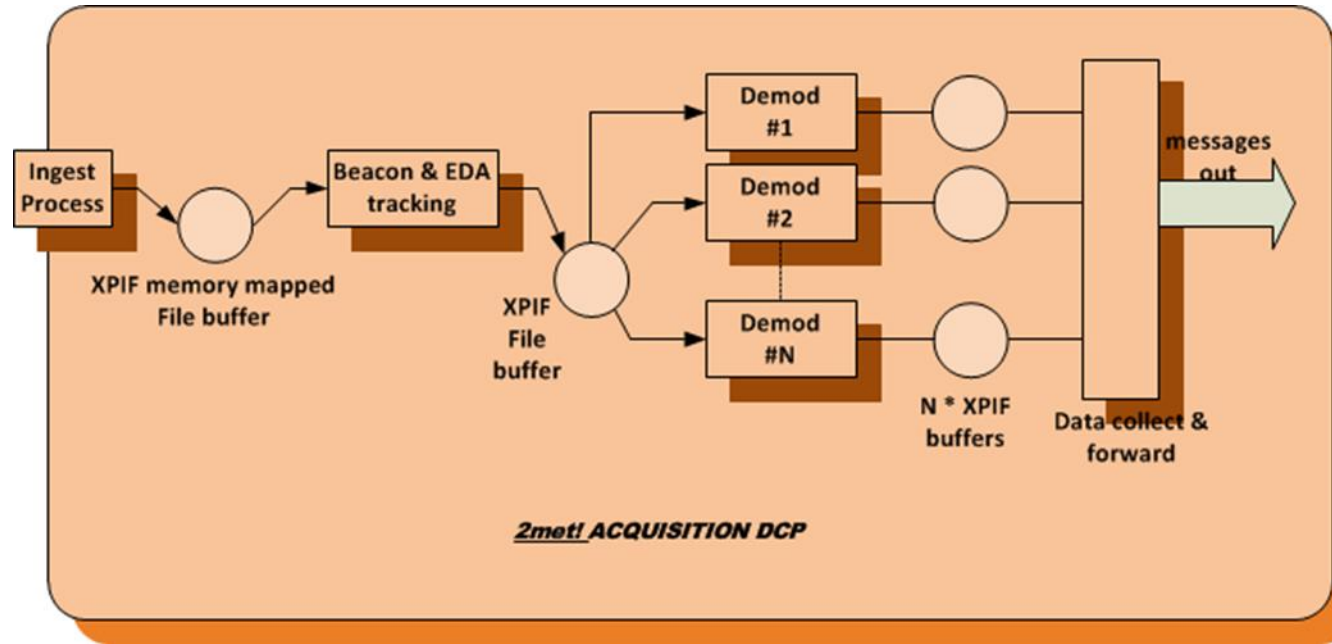 Ingest
Process
XPIF memory mapped
File buffer
Beacon & EDA
tracking
XPIF
File
buffer
Demod
#1
Demod
#2
Demod
#N
N * XPIF
buffers
Data collect &
forward
messages
out
2met! ACQUISITION DCP